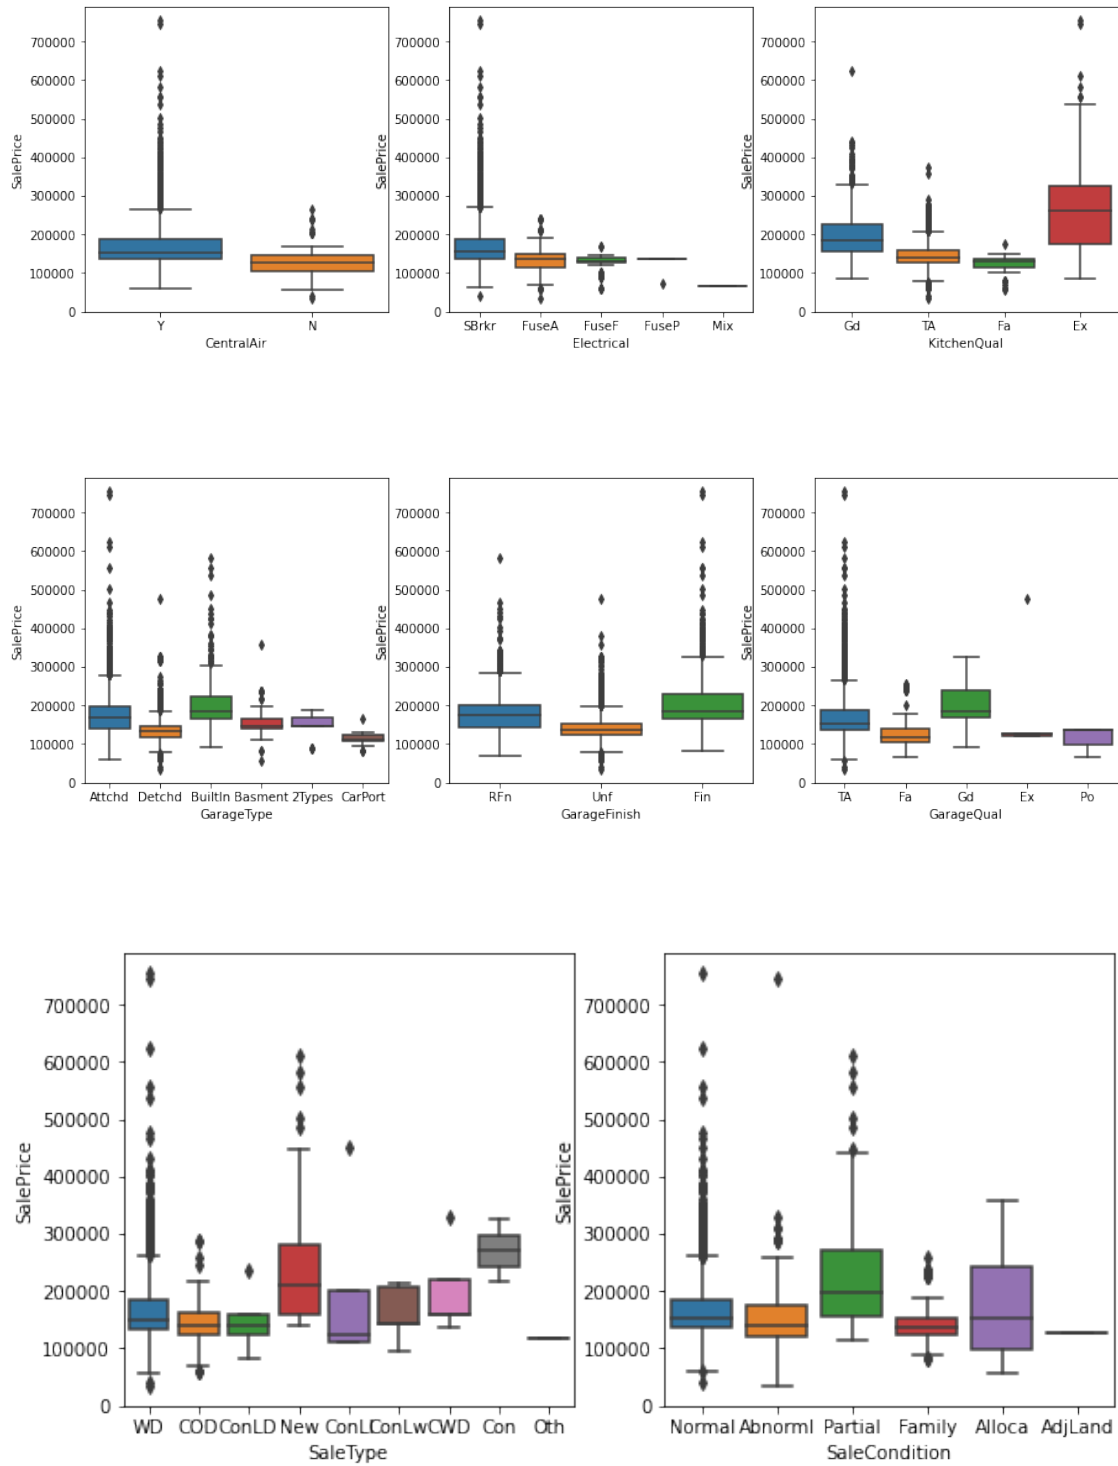 700000
600000
500000
400000
300000
200000
100000
0
SalePrice
Y N
CentralAir
700000
600000
500000
400000
300000
200000
100000
0
SalePrice
SBrkr FuseA FuseF FuseP Mix
Electrical
700000
600000
500000
400000
300000
200000
100000
0
SalePrice
Gd TA Fa Ex
KitchenQual
700000
600000
500000
400000
300000
200000
100000
0
SalePrice
Attchd Detchd BuiltIn Basment 2Types CarPort
GarageType
700000
600000
500000
400000
300000
200000
100000
0
SalePrice
RFn Unf Fin
GarageFinish
700000
600000
500000
400000
300000
200000
100000
0
SalePrice
TA Fa Gd Ex Po
GarageQual
700000
600000
500000
400000
300000
200000
100000
0
SalePrice
WD COD ConLD New ConLI ConLw CWD Con Oth
SaleType
700000
600000
500000
400000
300000
200000
100000
0
SalePrice
Normal Abnorml Partial Family Alloca AdjLand
SaleCondition